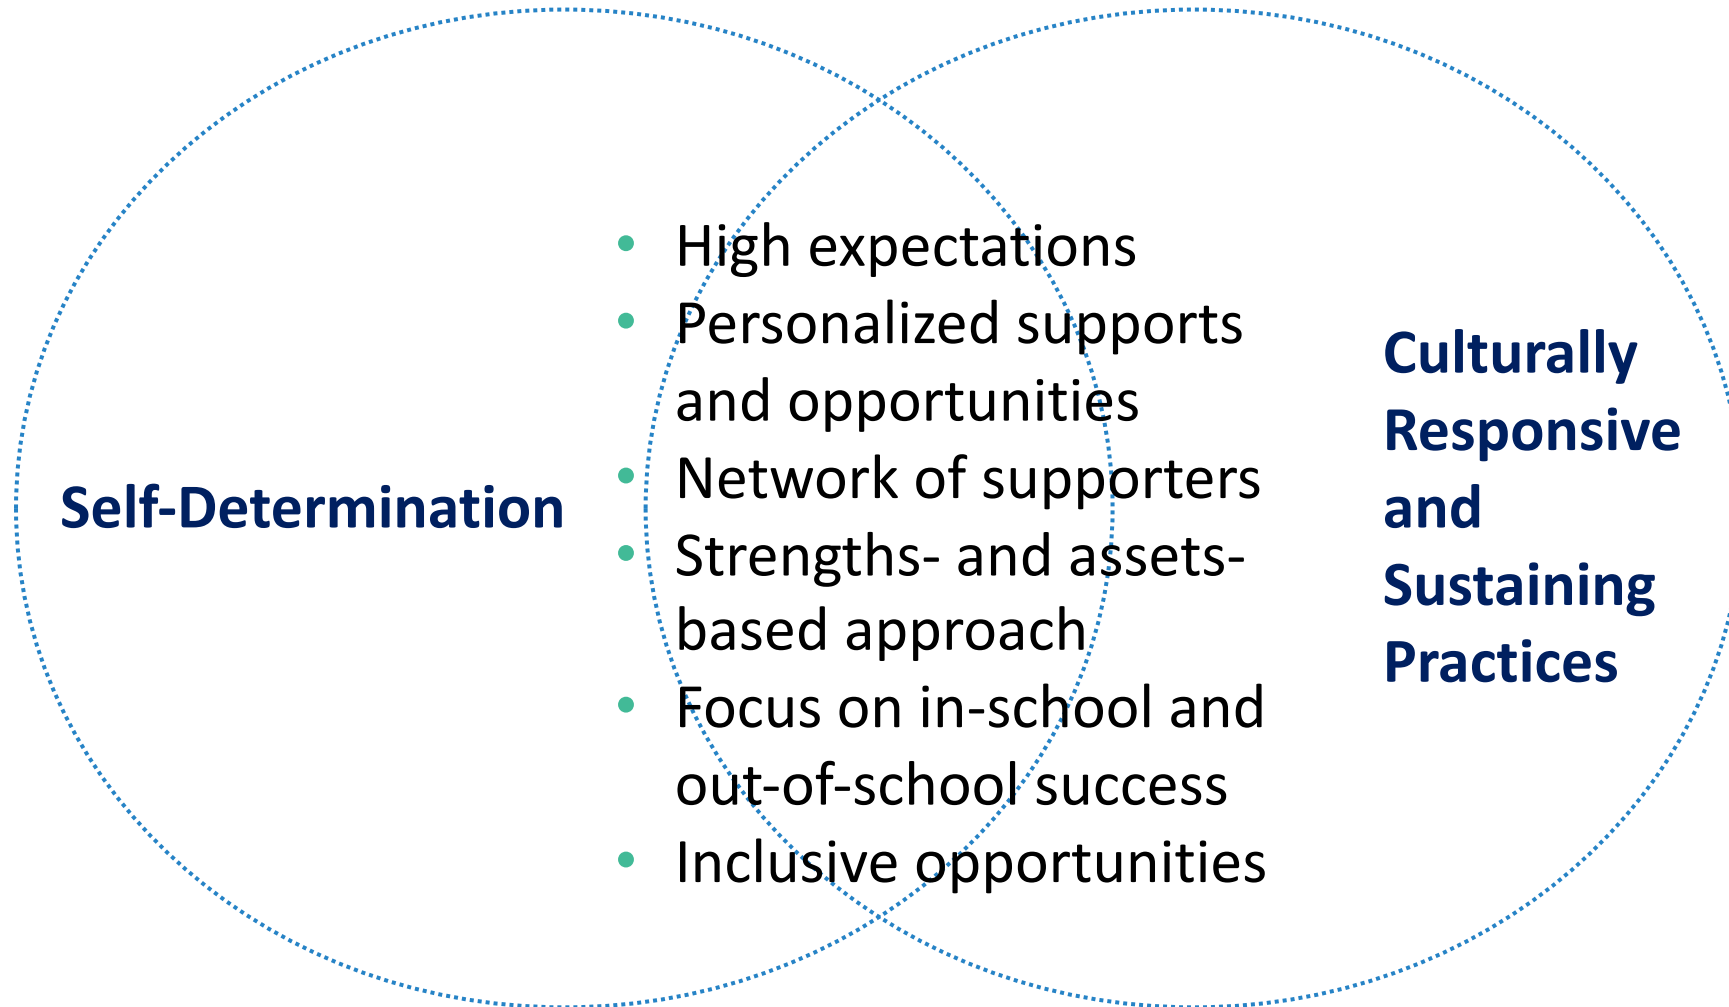 Self-Determination
• High expectations
• Personalized supports
and opportunities
• Network of supporters
• Strengths- and assets-
based approach
• Focus on in-school and
out-of-school success
• Inclusive opportunities
Culturally
Responsive
and
Sustaining
Practices